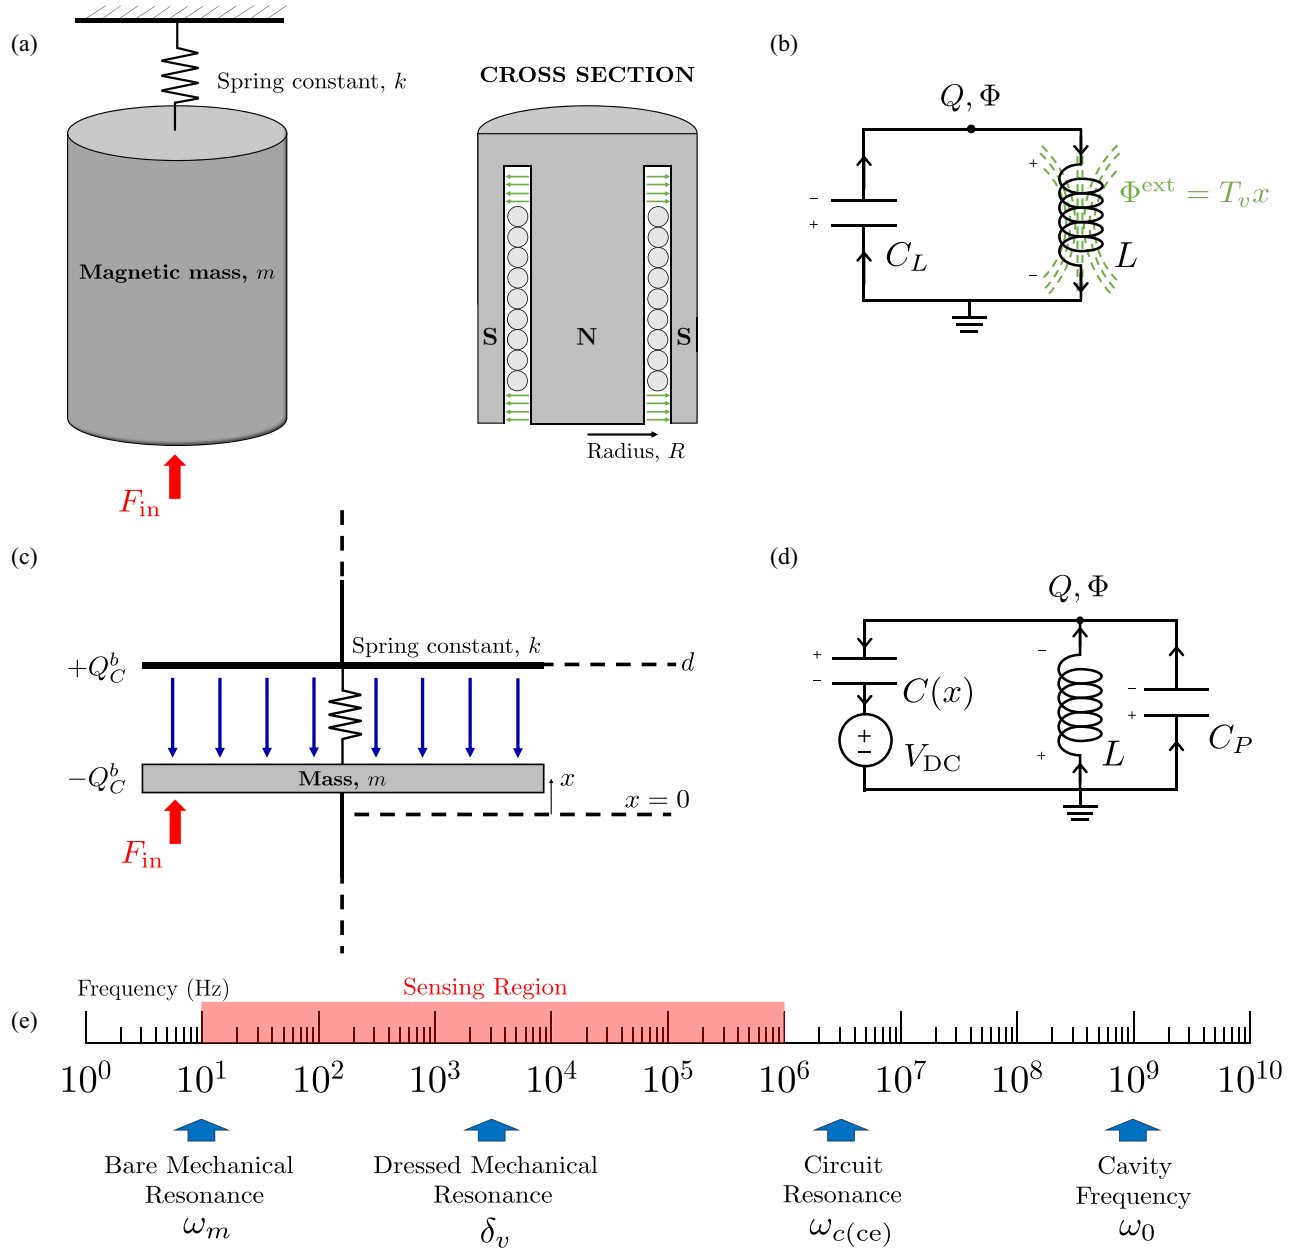 (a)
Spring constant, k
Magnetic mass, m
F_in
CROSS SECTION
S
N
S
Radius, R
(b)
Q, Φ
+
−
−
+
Φ^ext = T_v x
C_L
L
(c)
Spring constant, k
+Q_C^b
d
−Q_C^b
Mass, m
x
x = 0
F_in
(d)
Q, Φ
+
−
C(x)
+
−
V_DC
−
+
L
−
+
C_P
(e)
Frequency (Hz)
Sensing Region
10^0 10^1 10^2 10^3 10^4 10^5 10^6 10^7 10^8 10^9 10^10
Bare Mechanical
Resonance
ω_m
Dressed Mechanical
Resonance
δ_v
Circuit
Resonance
ω_c(ce)
Cavity
Frequency
ω_0